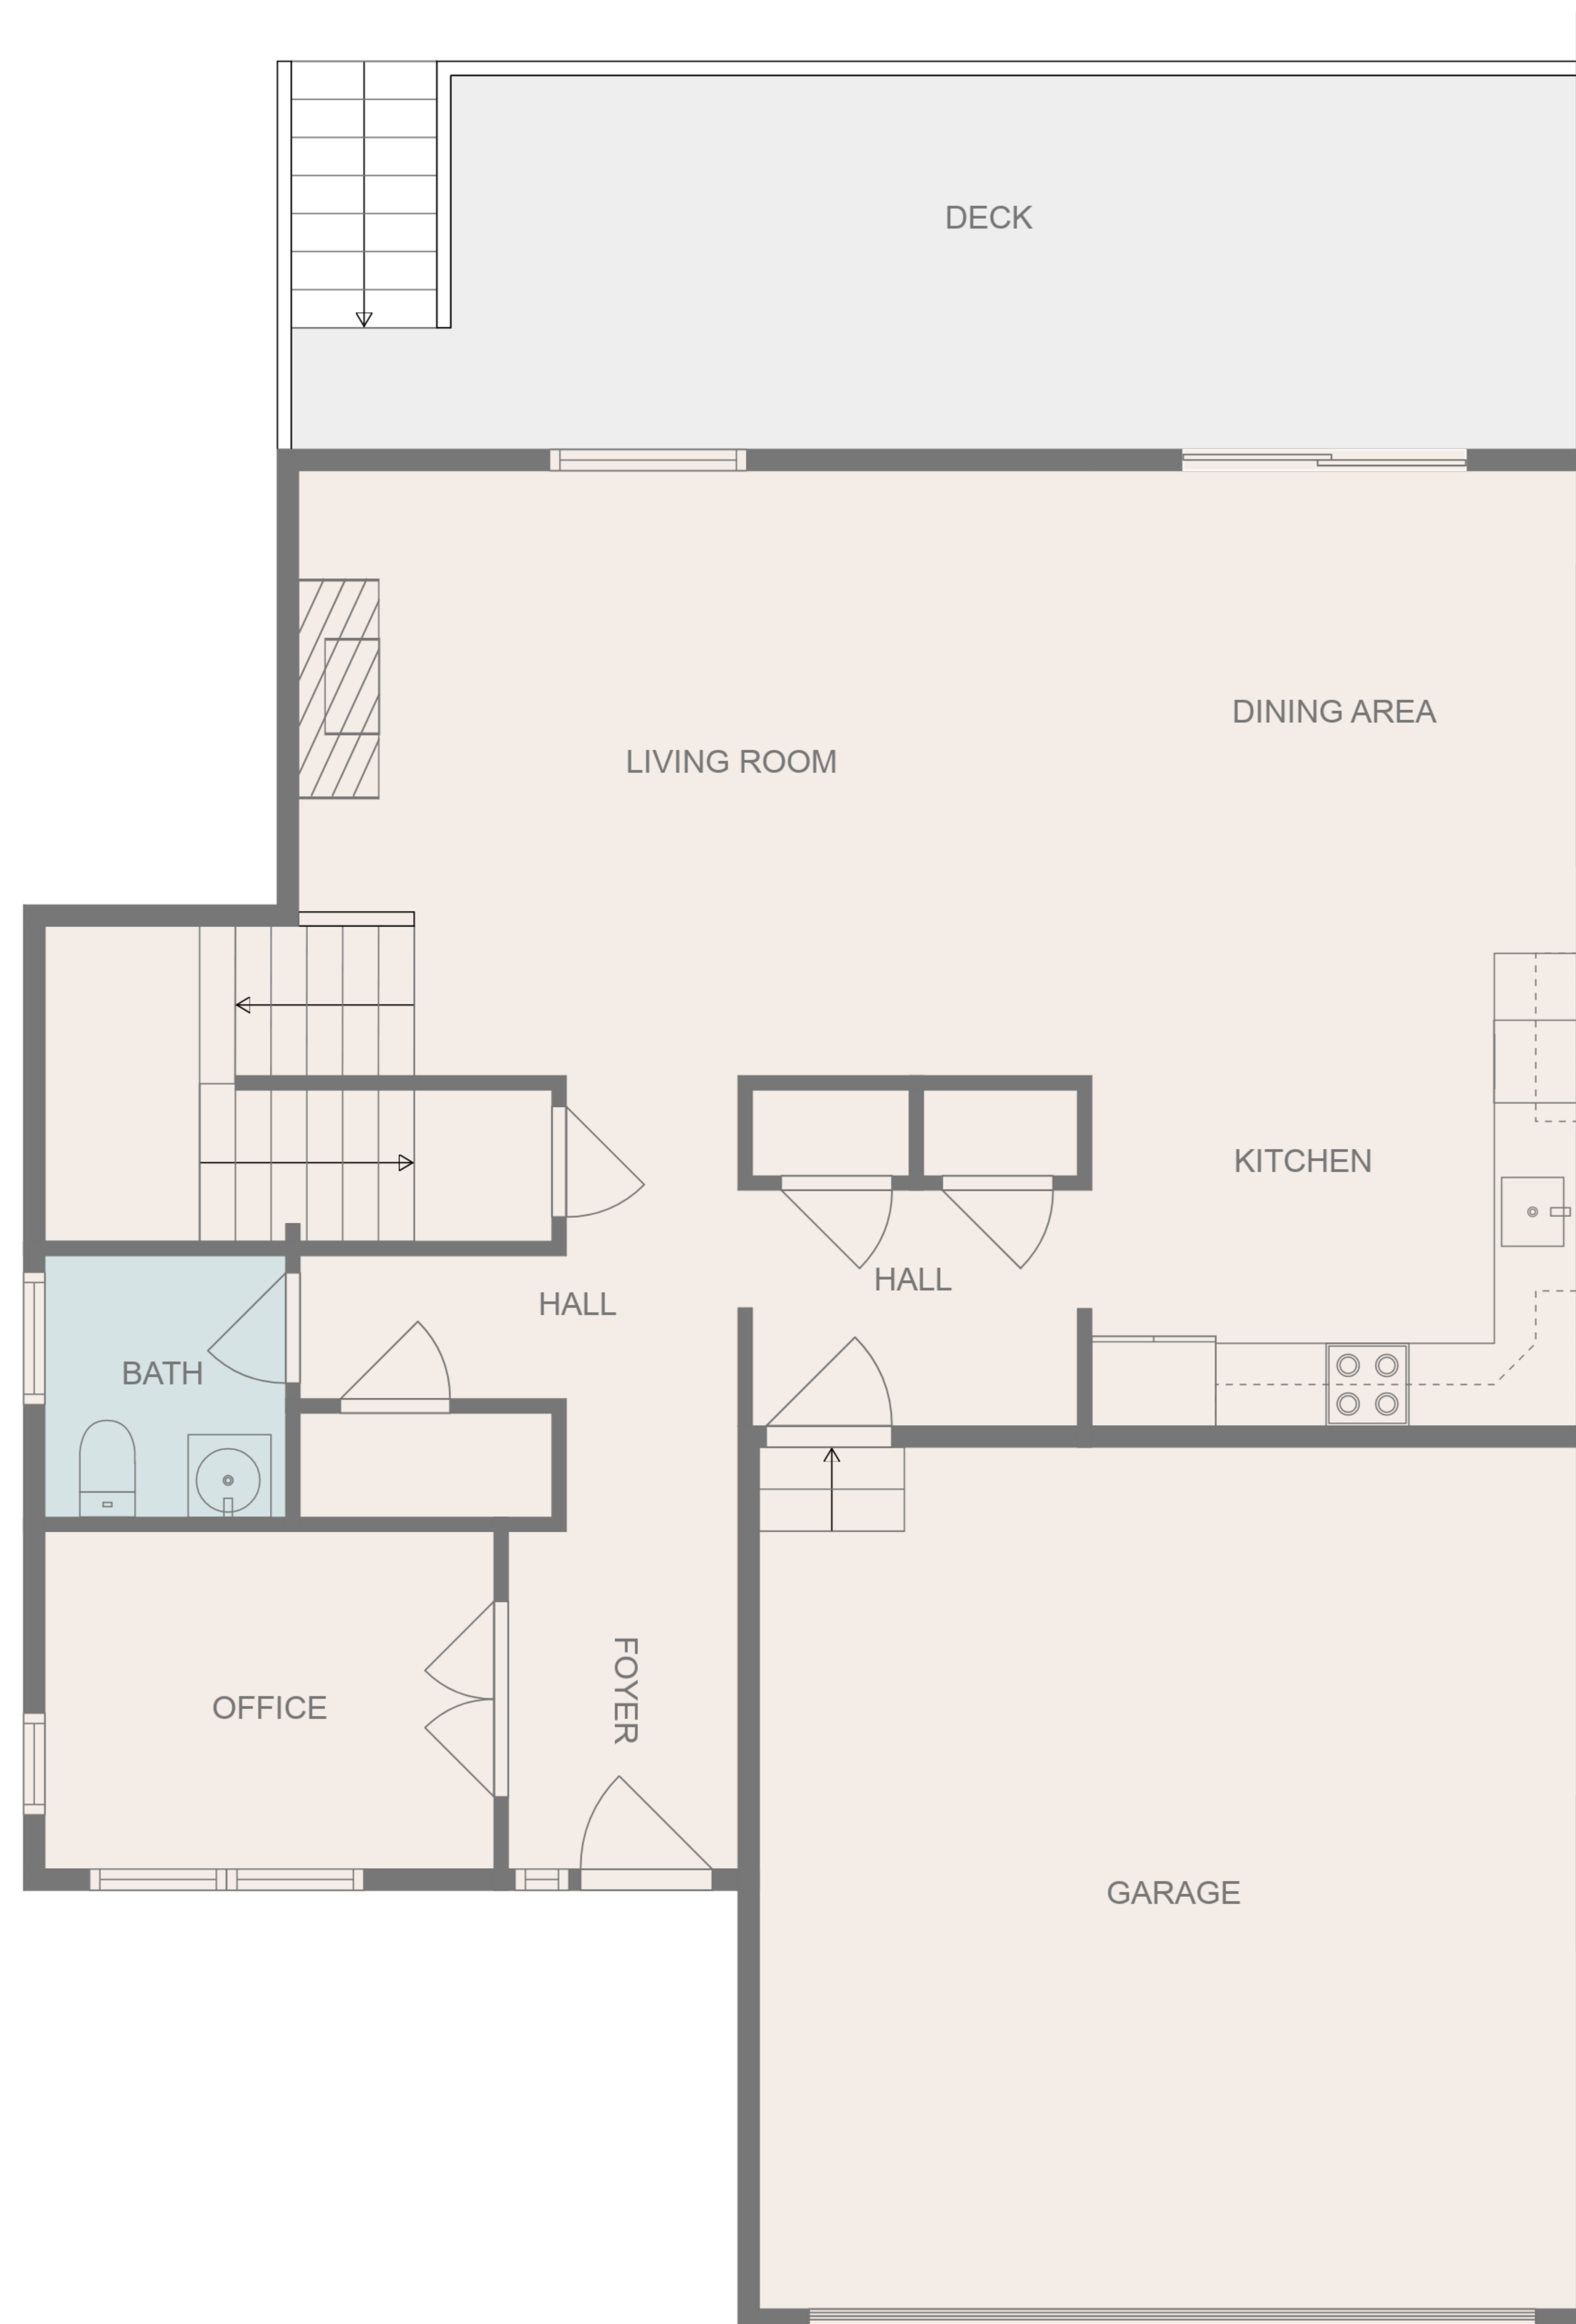 DECK
DINING AREA
LIVING ROOM
KITCHEN
HALL
HALL
BATH
OFFICE
FOYER
GARAGE